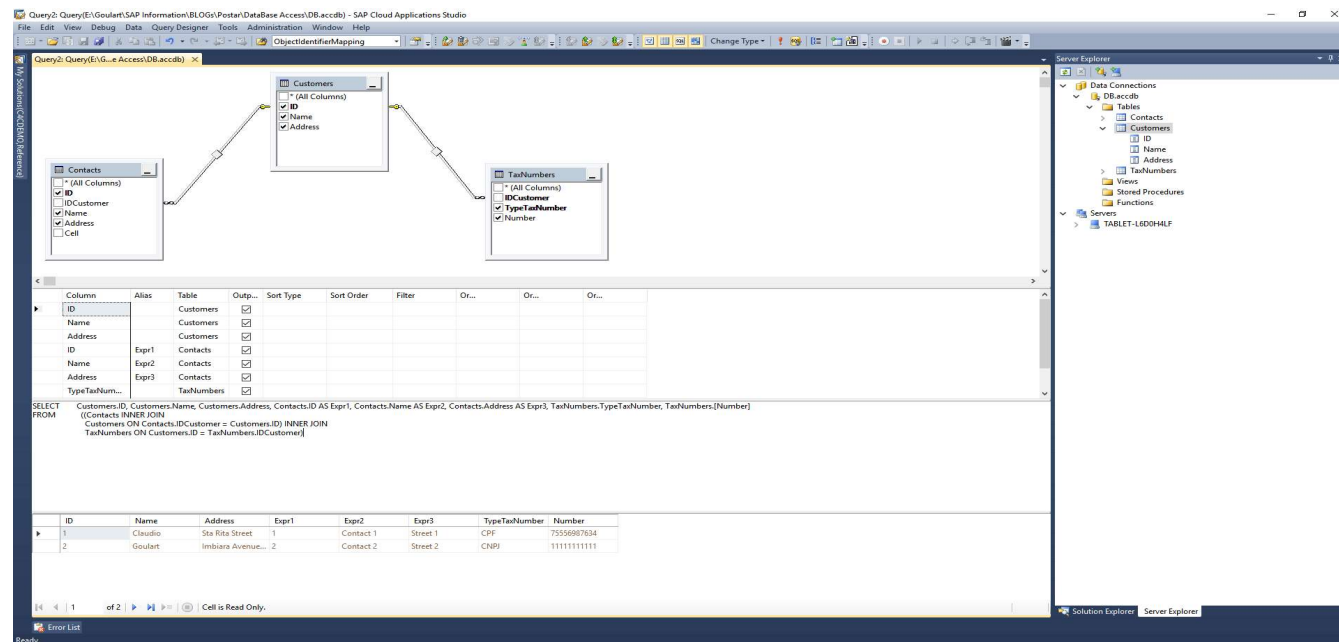 Query2: Query(E:\Goulart\SAP Information\BLOGs\Postar\DataBase Access\DB.accdb) - SAP Cloud Applications Studio
File Edit View Debug Data Query Designer Tools Administration Window Help
ObjectIdentifierMapping Change Type
Query2: Query(E:\G...e Access\DB.accdb)
My Solutions(C4CDEMO,Reference)
Customers
* (All Columns)
ID
Name
Address
Contacts
* (All Columns)
ID
IDCustomer
Name
Address
Cell
TaxNumbers
* (All Columns)
IDCustomer
TypeTaxNumber
Number
Column Alias Table Outp... Sort Type Sort Order Filter Or... Or... Or...
ID Customers
Name Customers
Address Customers
ID Expr1 Contacts
Name Expr2 Contacts
Address Expr3 Contacts
TypeTaxNum... TaxNumbers
SELECT Customers.ID, Customers.Name, Customers.Address, Contacts.ID AS Expr1, Contacts.Name AS Expr2, Contacts.Address AS Expr3, TaxNumbers.TypeTaxNumber, TaxNumbers.[Number]
FROM ((Contacts INNER JOIN
Customers ON Contacts.IDCustomer = Customers.ID) INNER JOIN
TaxNumbers ON Customers.ID = TaxNumbers.IDCustomer)
ID Name Address Expr1 Expr2 Expr3 TypeTaxNumber Number
1 Claudio Sta Rita Street 1 Contact 1 Street 1 CPF 75556987634
2 Goulart Imbiara Avenue... 2 Contact 2 Street 2 CNPJ 11111111111
1 of 2 Cell is Read Only.
Error List
Ready
Server Explorer
Data Connections
DB.accdb
Tables
Contacts
Customers
ID
Name
Address
TaxNumbers
Views
Stored Procedures
Functions
Servers
TABLET-L6D0H4LF
Solution Explorer Server Explorer